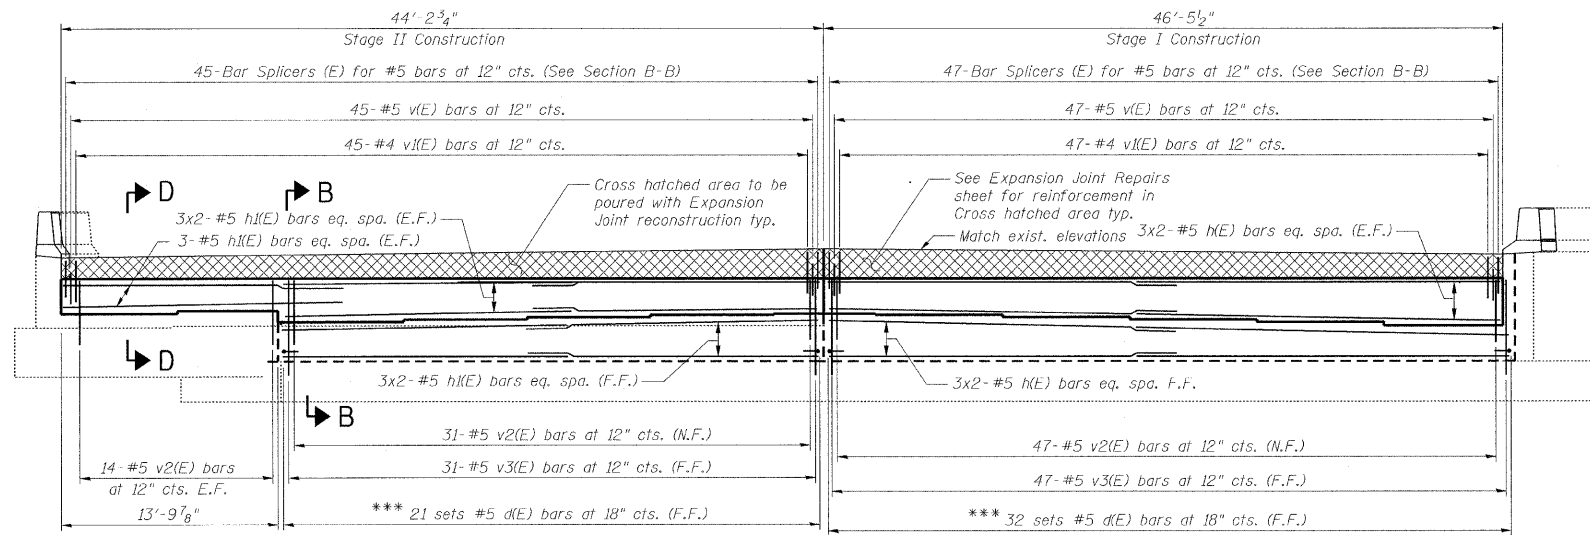 44'-2 3/4"
46'-5 1/2"
Stage II Construction
Stage I Construction
45-Bar Splicers (E) for #5 bars at 12" cts. (See Section B-B)
47-Bar Splicers (E) for #5 bars at 12" cts. (See Section B-B)
45-#5 v(E) bars at 12" cts.
47-#5 v(E) bars at 12" cts.
45-#4 v1(E) bars at 12" cts.
47-#4 v1(E) bars at 12" cts.
D
B
Cross hatched area to be
poured with Expansion
Joint reconstruction typ.
See Expansion Joint Repairs
sheet for reinforcement in
Cross hatched area typ.
Match exist. elevations
3x2-#5 h1(E) bars eq. spa. (E.F.)
3-#5 h1(E) bars eq. spa. (E.F.)
3x2-#5 h(E) bars eq. spa. (E.F.)
D
3x2-#5 h1(E) bars eq. spa. (F.F.)
3x2-#5 h(E) bars eq. spa. F.F.
B
31-#5 v2(E) bars at 12" cts. (N.F.)
47-#5 v2(E) bars at 12" cts. (N.F.)
14-#5 v2(E) bars
at 12" cts. E.F.
31-#5 v3(E) bars at 12" cts. (F.F.)
47-#5 v3(E) bars at 12" cts. (F.F.)
13'-9 7/8"
*** 21 sets #5 d(E) bars at 18" cts. (F.F.)
*** 32 sets #5 d(E) bars at 18" cts. (F.F.)